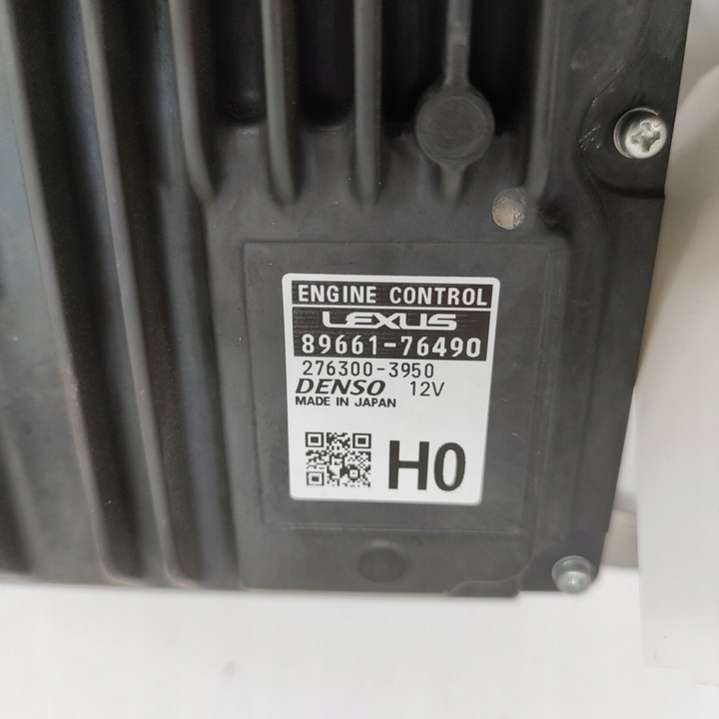 ENGINE CONTROL
LEXUS
89661-76490
276300-3950
DENSO 12V
MADE IN JAPAN
H0